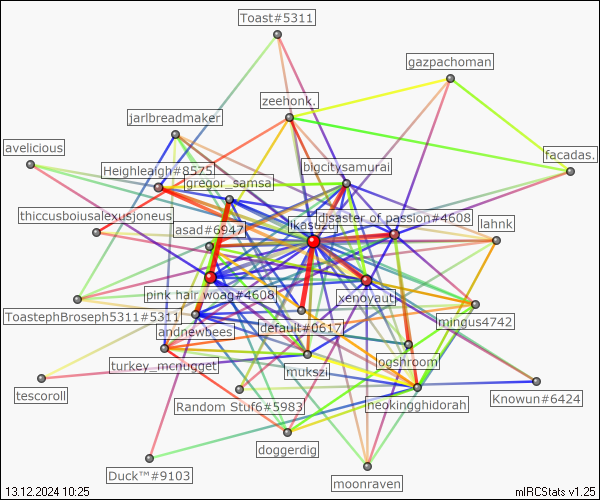 Toast#5311
gazpachoman
zeehonk.
jarlbreadmaker
avelicious
facadas.
bigcitysamurai
Heighleaigh#8575
gregor_samsa
thiccusboiusalexusjoneus
disaster of passion#4608
lahnk
ikasuzu
asad#6947
pink hair woag#4608
xenoyaut
ToastephBroseph5311#5311
mingus4742
default#0617
andnewbees
ogshroom
turkey_mcnugget
mukszi
tescoroll
Random Stuf6#5983
neokingghidorah
Knowun#6424
doggerdig
Duck™#9103
moonraven
13.12.2024 10:25
mIRCStats v1.25